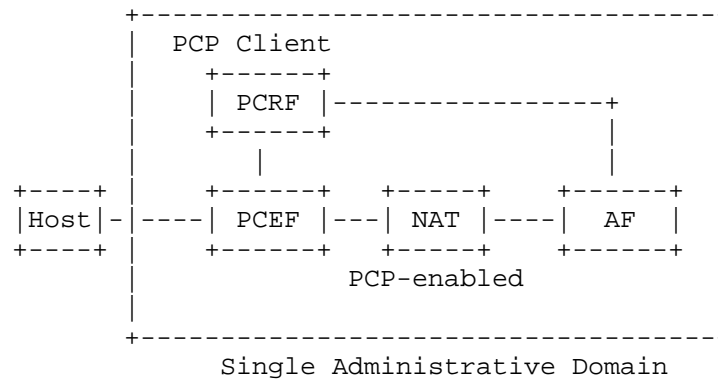 PCP Client
PCRF
Host PCEF NAT AF
PCP-enabled
Single Administrative Domain